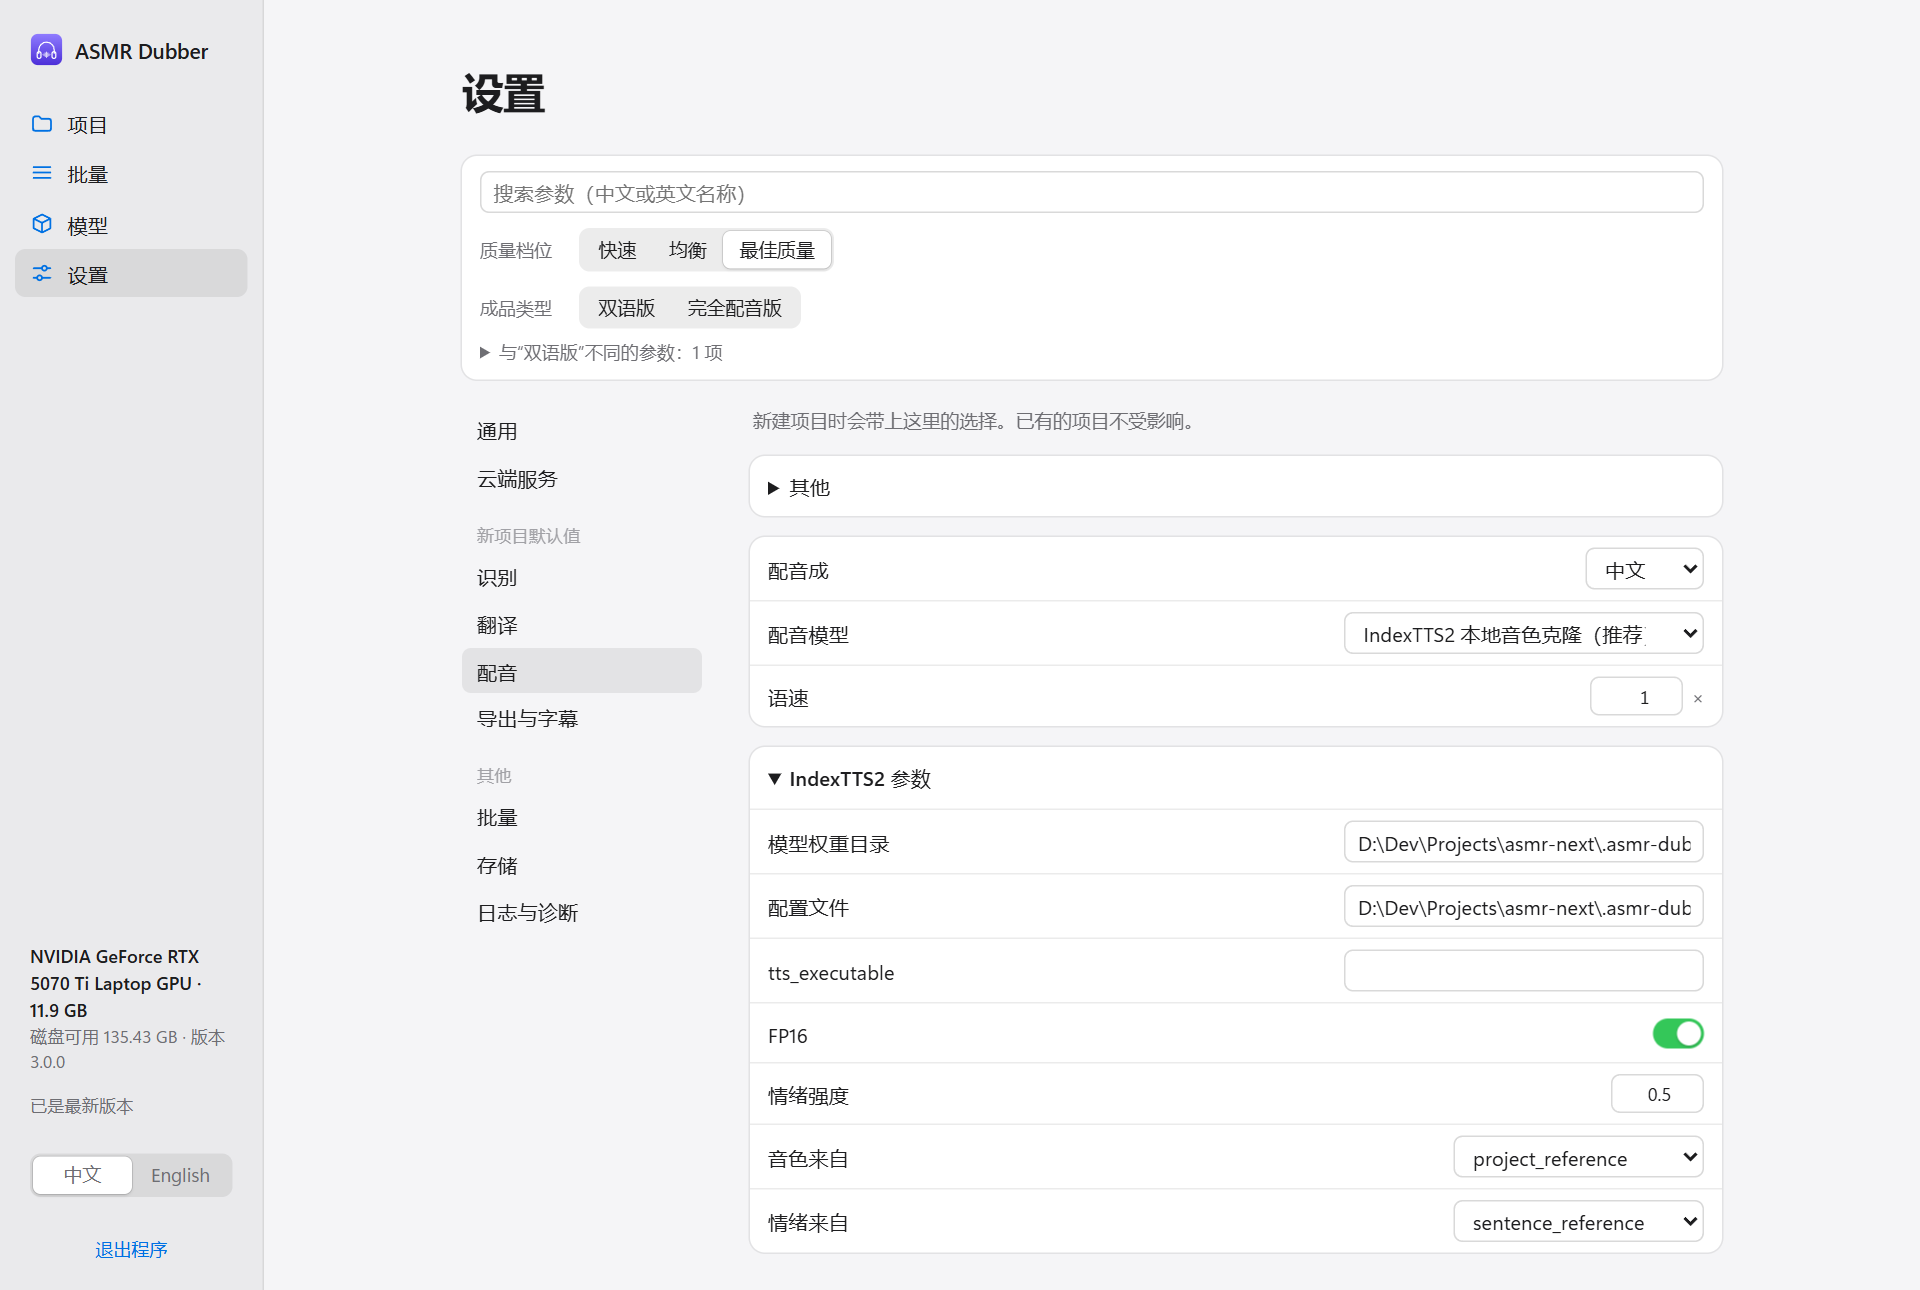 ASMR Dubber
项目
批量
模型
设置
NVIDIA GeForce RTX
5070 Ti Laptop GPU ·
11.9 GB
磁盘可用 135.43 GB · 版本
3.0.0
已是最新版本
中文 English
退出程序
设置
搜索参数（中文或英文名称）
质量档位 快速 均衡 最佳质量
成品类型 双语版 完全配音版
▶ 与“双语版”不同的参数：1 项
通用
云端服务
新项目默认值
识别
翻译
配音
导出与字幕
其他
批量
存储
日志与诊断
新建项目时会带上这里的选择。已有的项目不受影响。
▶ 其他
配音成 中文
配音模型 IndexTTS2 本地音色克隆（推荐
语速 1 ×
▼ IndexTTS2 参数
模型权重目录 D:\Dev\Projects\asmr-next\.asmr-dub
配置文件 D:\Dev\Projects\asmr-next\.asmr-dub
tts_executable
FP16
情绪强度 0.5
音色来自 project_reference
情绪来自 sentence_reference